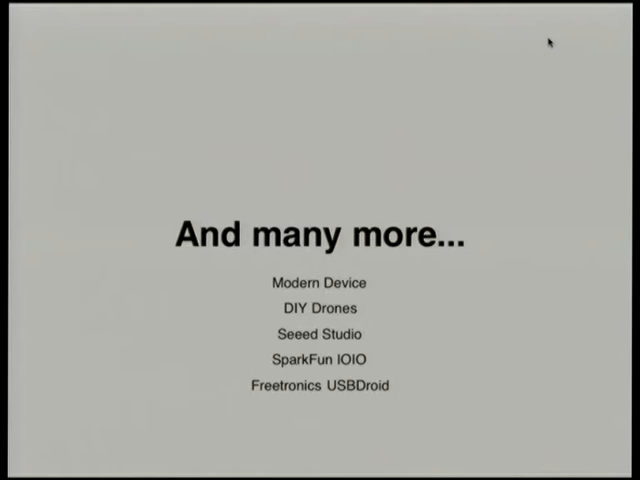 And many more...
Modern Device
DIY Drones
Seeed Studio
SparkFun IOIO
Freetronics USBDroid